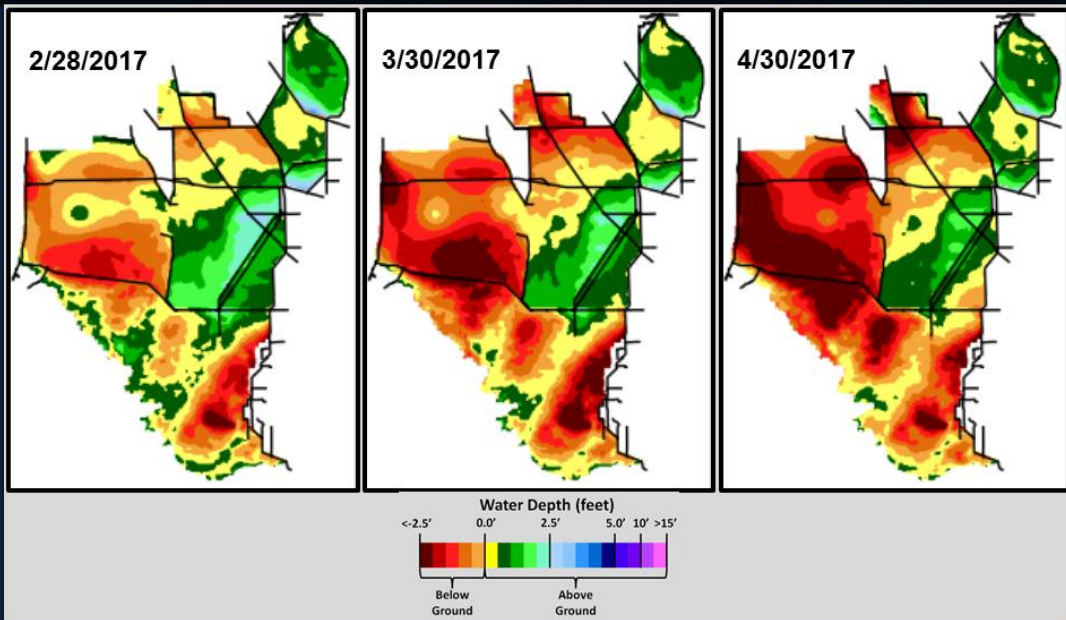 2/28/2017
3/30/2017
4/30/2017
Water Depth (feet)
<-2.5' 0.0' 2.5' 5.0' 10' >15'
Below Above
Ground Ground